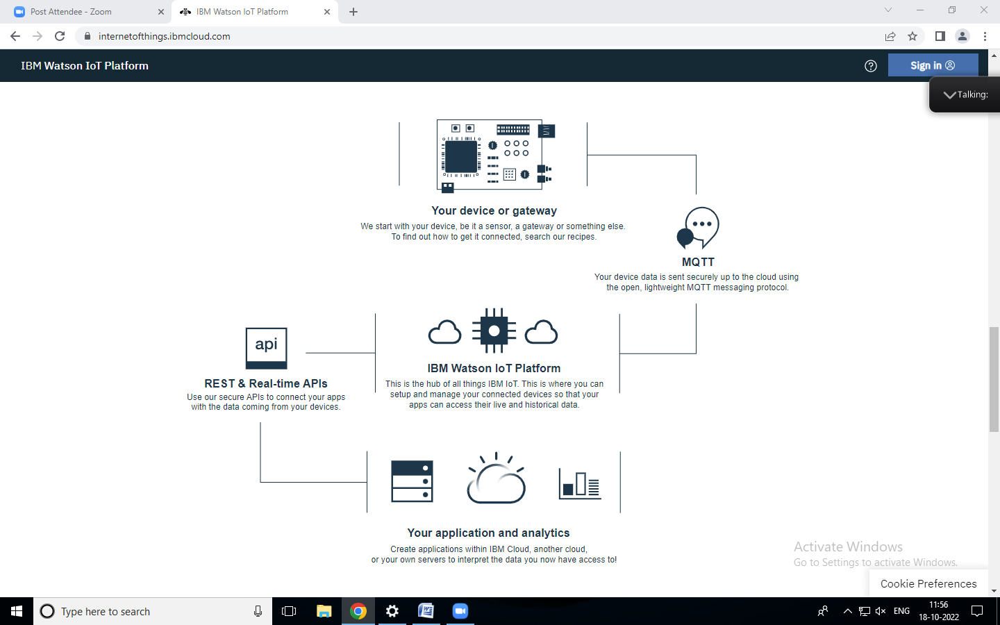 Post Attendee - Zoom
IBM Watson IoT Platform
internetofthings.ibmcloud.com
IBM Watson IoT Platform
Sign in
Talking:
Your device or gateway
We start with your device, be it a sensor, a gateway or something else.
To find out how to get it connected, search our recipes.
MQTT
Your device data is sent securely up to the cloud using
the open, lightweight MQTT messaging protocol.
api
REST & Real-time APIs
Use our secure APIs to connect your apps
with the data coming from your devices.
IBM Watson IoT Platform
This is the hub of all things IBM IoT. This is where you can
setup and manage your connected devices so that your
apps can access their live and historical data.
Your application and analytics
Create applications within IBM Cloud, another cloud,
or your own servers to interpret the data you now have access to!
Activate Windows
Go to Settings to activate Windows.
Cookie Preferences
Type here to search
ENG
11:56
18-10-2022